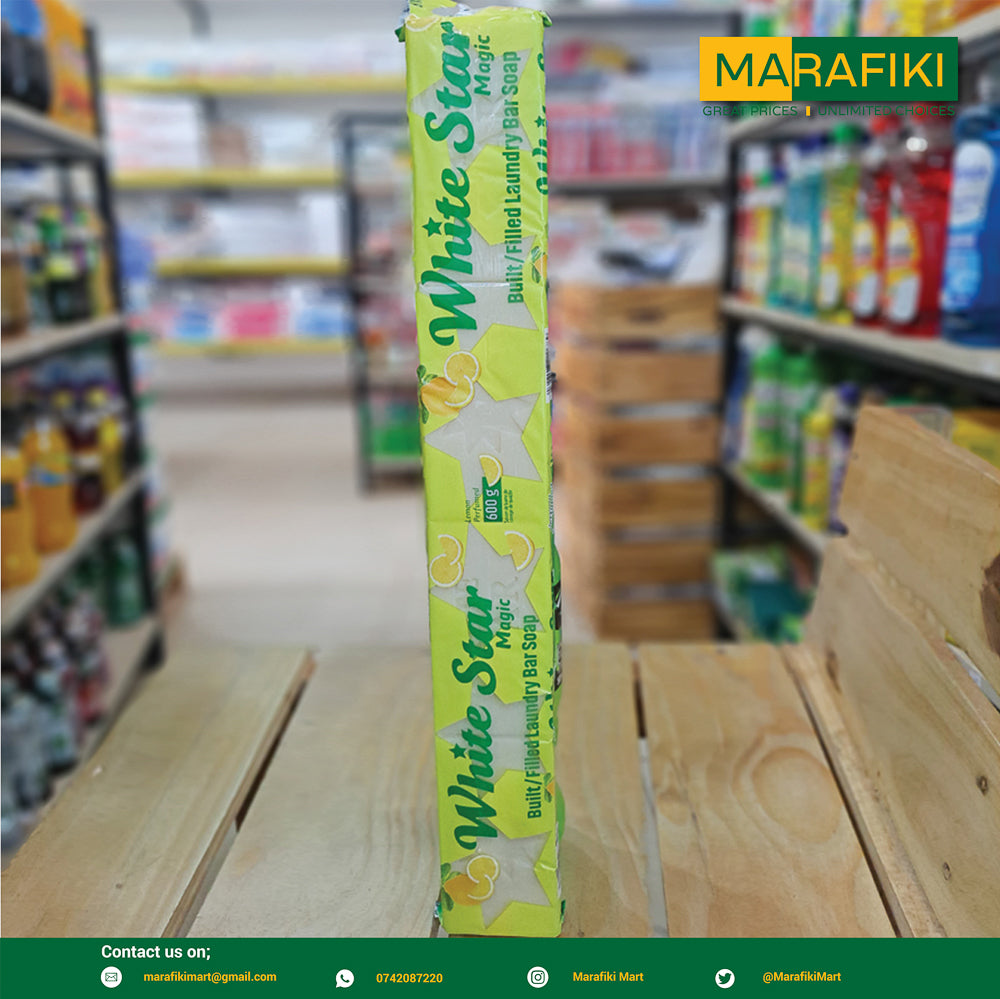 MARAFIKI
GREAT PRICES | UNLIMITED CHOICES
White Star
Magic
Built/Filled Laundry Bar Soap
Lemon
Perfumed
600 g
White Star
Magic
Built/Filled Laundry Bar Soap
Contact us on;
marafikimart@gmail.com
0742087220
Marafiki Mart
@MarafikiMart